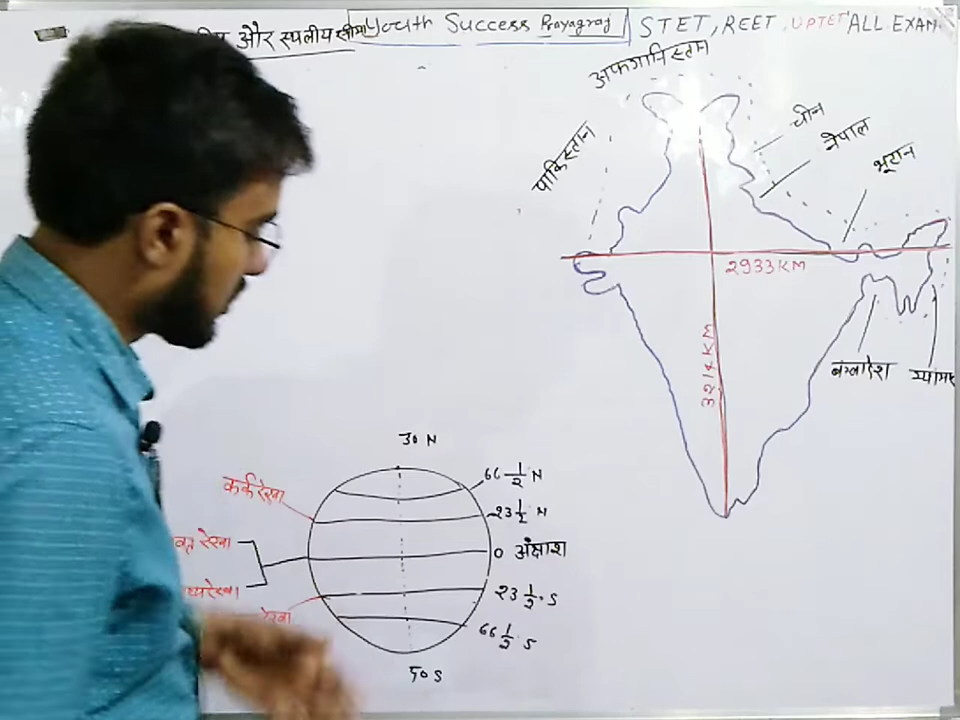 और स्थलीय सीमा Youth Success Prayagraj STET, REET, UPTET ALL EXAM
अफगानिस्तान
पाकिस्तान
चीन
नेपाल
भूटान
2933 KM
3214 KM
बंग्लादेश
30 N
66 1/2 N
कर्क रेखा
23 1/2 N
0 अंक्षाश
रेखा
23 1/2 . S
रेखा
66 1/2 S